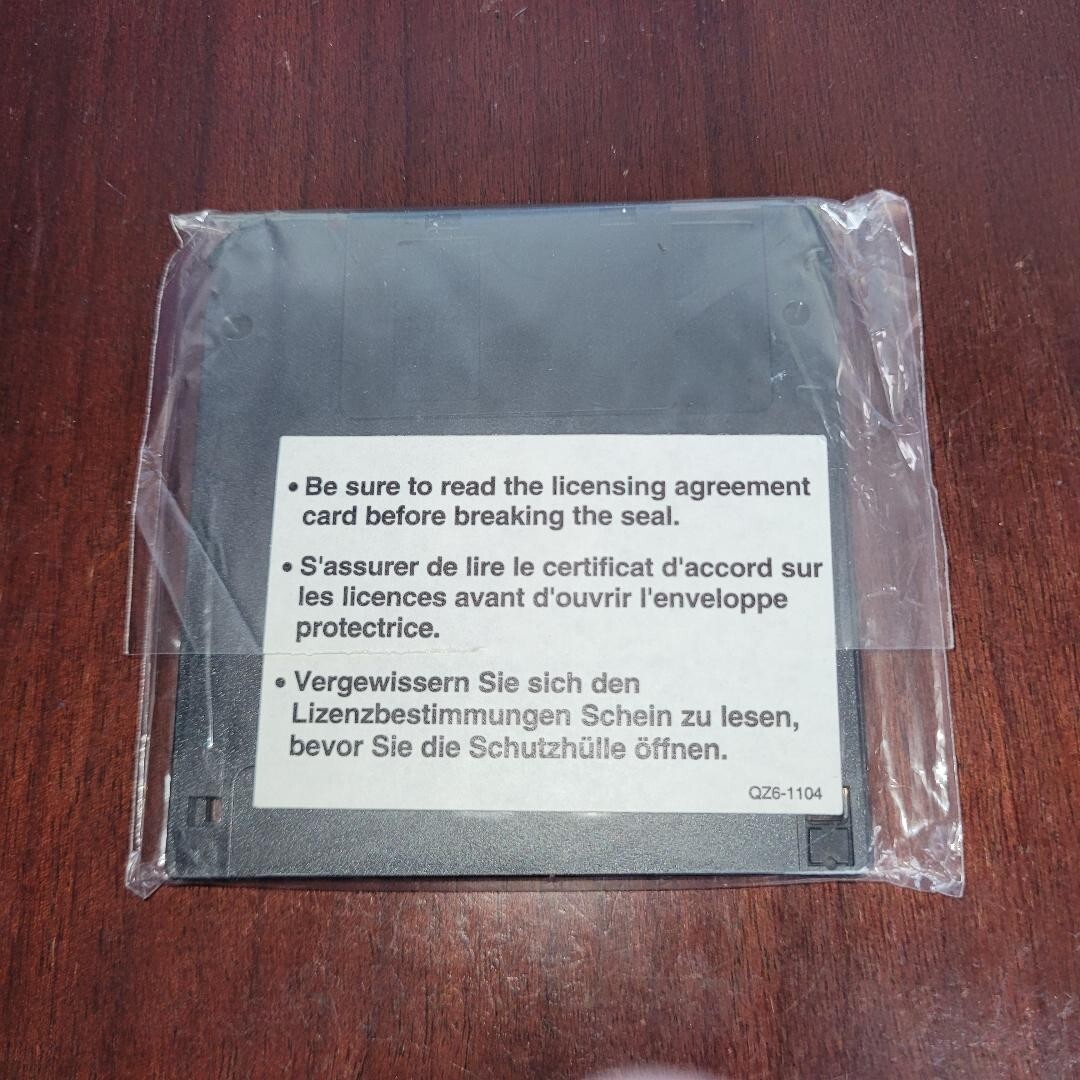 • Be sure to read the licensing agreement
card before breaking the seal.
• S'assurer de lire le certificat d'accord sur
les licences avant d'ouvrir l'enveloppe
protectrice.
• Vergewissern Sie sich den
Lizenzbestimmungen Schein zu lesen,
bevor Sie die Schutzhülle öffnen.
QZ6-1104